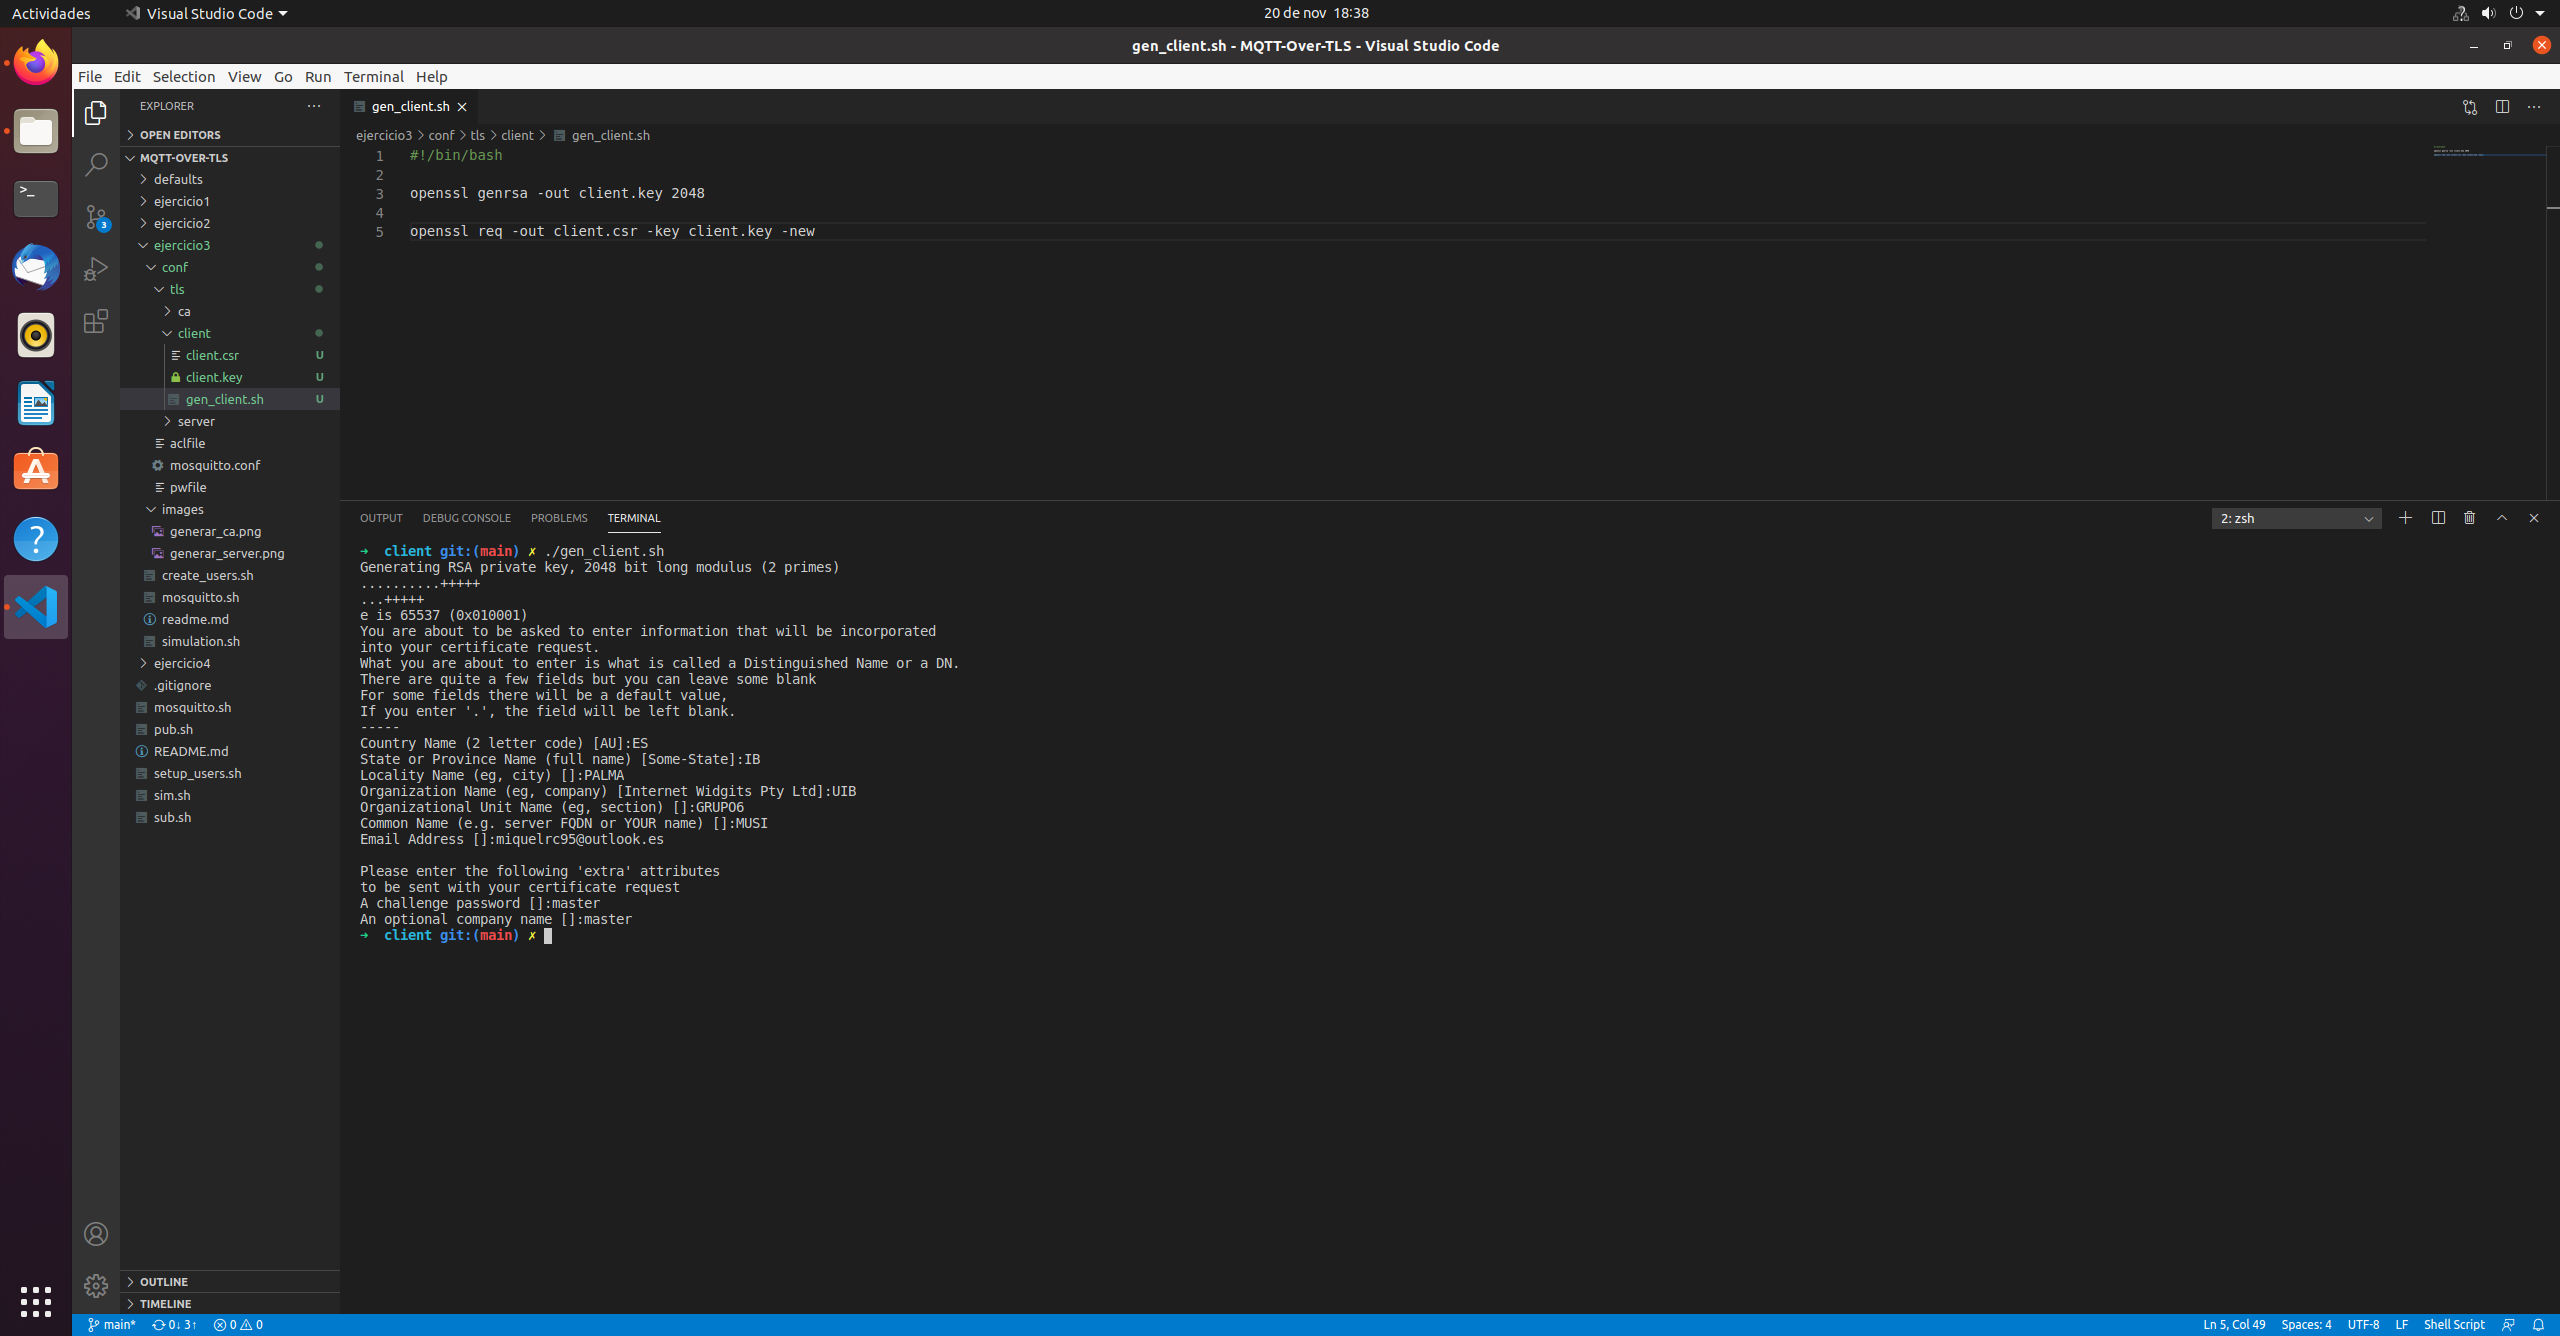 Actividades
Visual Studio Code
20 de nov 18:38
gen_client.sh - MQTT-Over-TLS - Visual Studio Code
File Edit Selection View Go Run Terminal Help
EXPLORER
OPEN EDITORS
MQTT-OVER-TLS
defaults
ejercicio1
ejercicio2
ejercicio3
conf
tls
ca
client
client.csr U
client.key U
gen_client.sh U
server
aclfile
mosquitto.conf
pwfile
images
generar_ca.png
generar_server.png
create_users.sh
mosquitto.sh
readme.md
simulation.sh
ejercicio4
.gitignore
mosquitto.sh
pub.sh
README.md
setup_users.sh
sim.sh
sub.sh
OUTLINE
TIMELINE
3
gen_client.sh
ejercicio3 > conf > tls > client > gen_client.sh
1 #!/bin/bash
2
3 openssl genrsa -out client.key 2048
4
5 openssl req -out client.csr -key client.key -new
OUTPUT DEBUG CONSOLE PROBLEMS TERMINAL
2: zsh
→ client git:(main) ✗ ./gen_client.sh
Generating RSA private key, 2048 bit long modulus (2 primes)
..........+++++
...+++++
e is 65537 (0x010001)
You are about to be asked to enter information that will be incorporated
into your certificate request.
What you are about to enter is what is called a Distinguished Name or a DN.
There are quite a few fields but you can leave some blank
For some fields there will be a default value,
If you enter '.', the field will be left blank.
-----
Country Name (2 letter code) [AU]:ES
State or Province Name (full name) [Some-State]:IB
Locality Name (eg, city) []:PALMA
Organization Name (eg, company) [Internet Widgits Pty Ltd]:UIB
Organizational Unit Name (eg, section) []:GRUPO6
Common Name (e.g. server FQDN or YOUR name) []:MUSI
Email Address []:miquelrc95@outlook.es
Please enter the following 'extra' attributes
to be sent with your certificate request
A challenge password []:master
An optional company name []:master
→ client git:(main) ✗
main* 0↓ 3↑ 0 0
Ln 5, Col 49 Spaces: 4 UTF-8 LF Shell Script